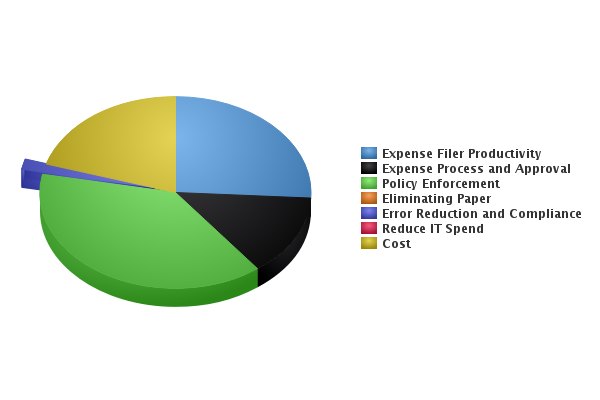 Expense Filer Productivity
Expense Process and Approval
Policy Enforcement
Eliminating Paper
Error Reduction and Compliance
Reduce IT Spend
Cost